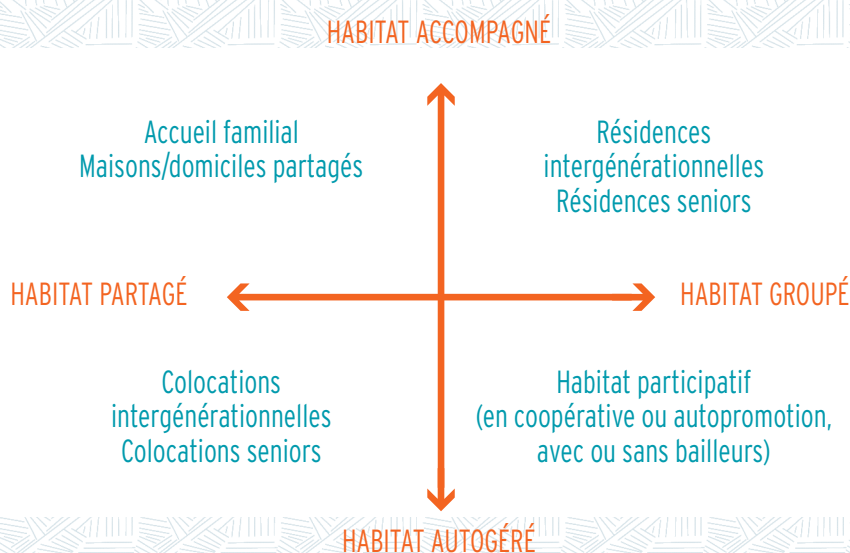 HABITAT ACCOMPAGNÉ
Accueil familial
Maisons/domiciles partagés
Résidences
intergénérationnelles
Résidences seniors
HABITAT PARTAGÉ
HABITAT GROUPÉ
Colocations
intergénérationnelles
Colocations seniors
Habitat participatif
(en coopérative ou autopromotion,
avec ou sans bailleurs)
HABITAT AUTOGÉRÉ